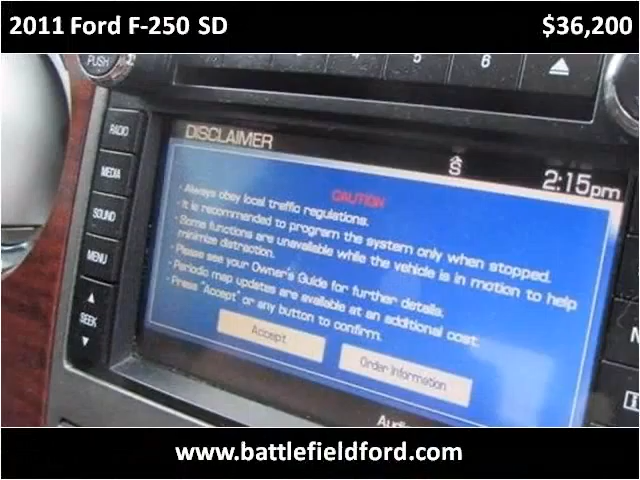 2011 Ford F-250 SD
$36,200
PUSH
5
6
RADIO
MEDIA
SOUND
MENU
SEEK
DISCLAIMER
S
2:15pm
CAUTION
· Always obey local traffic regulations.
· It is recommended to program the system only when stopped.
· Some functions are unavailable while the vehicle is in motion to help
minimize distraction.
· Please see your Owner's Guide for further details.
· Periodic map updates are available at an additional cost.
· Press "Accept" or any button to confirm.
Accept
Order Information
www.battlefieldford.com